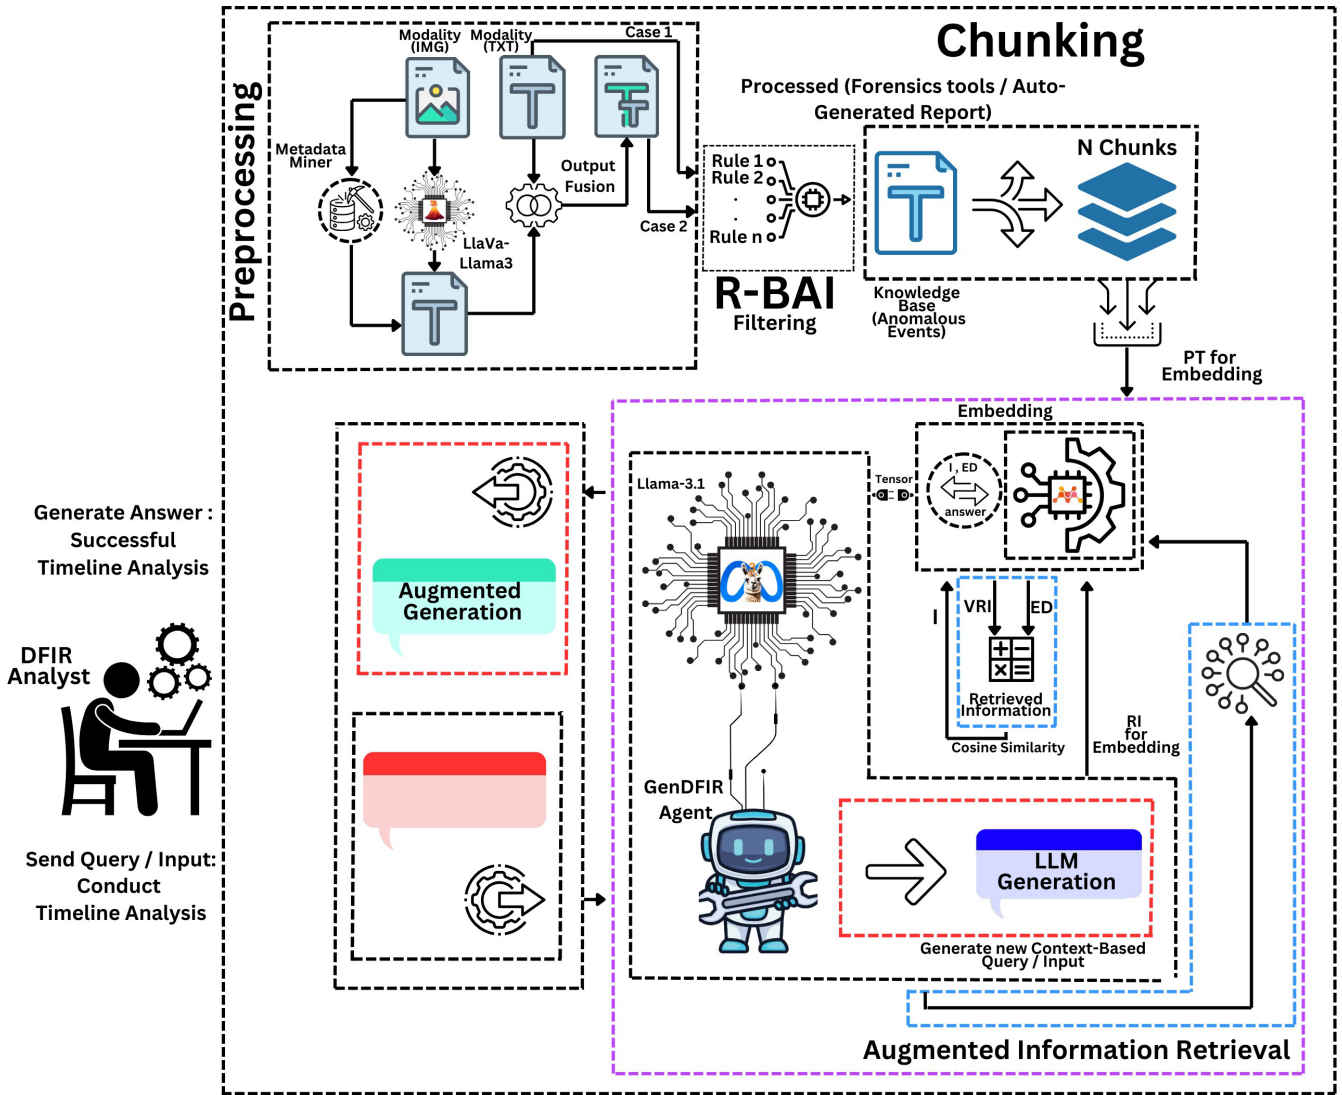 Chunking
Preprocessing
Modality
(IMG)
Modality
(TXT)
Case 1
Metadata
Miner
Output
Fusion
LlaVa-
Llama3
Case 2
Processed (Forensics tools / Auto-
Generated Report)
Rule 1
Rule 2
.
.
Rule n
R-BAI
Filtering
N Chunks
Knowledge
Base
(Anomalous
Events)
PT for
Embedding
Embedding
Llama-3.1
Tensor
I , ED
answer
I
VRI
ED
Retrieved
Information
Cosine Similarity
RI
for
Embedding
Generate Answer :
Successful
Timeline Analysis
Augmented
Generation
DFIR
Analyst
GenDFIR
Agent
LLM
Generation
Send Query / Input:
Conduct
Timeline Analysis
Generate new Context-Based
Query / Input
Augmented Information Retrieval